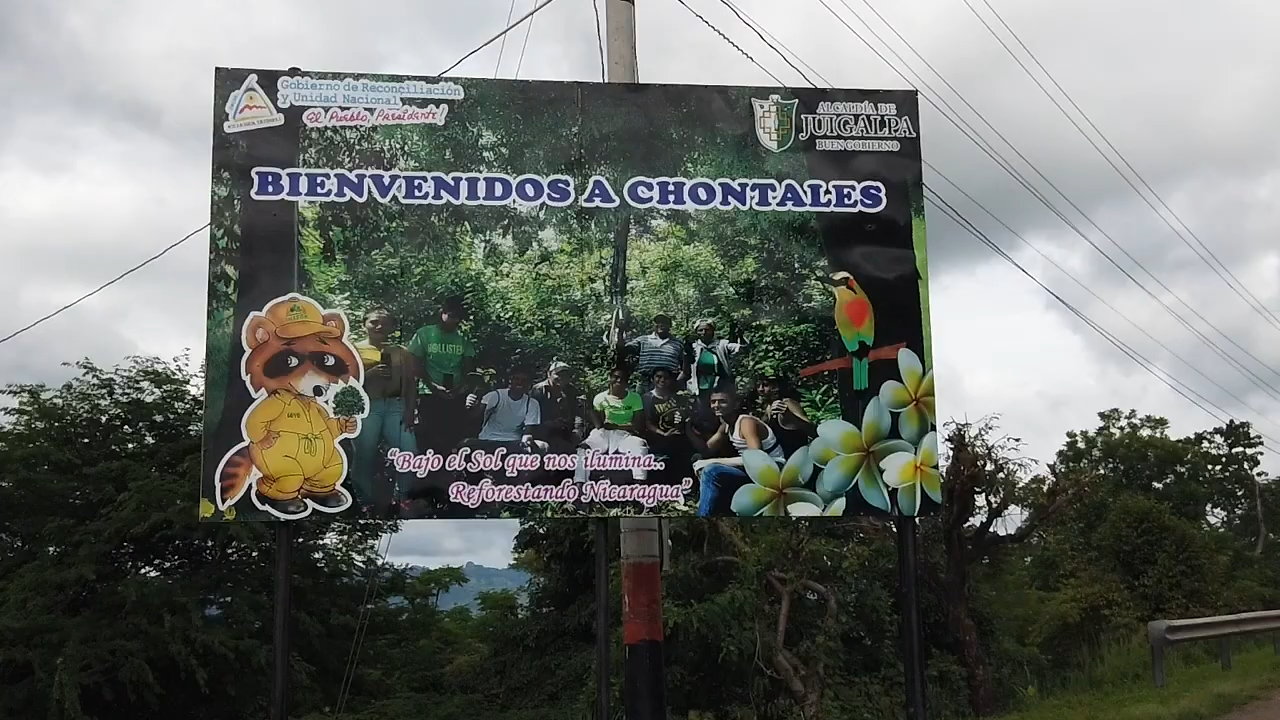 Gobierno de Reconciliación
y Unidad Nacional
El Pueblo, Presidente!
ALCALDÍA DE
JUIGALPA
BUEN GOBIERNO
BIENVENIDOS A CHONTALES
HOLLISTER
"Bajo el Sol que nos ilumina..
Reforestando Nicaragua"